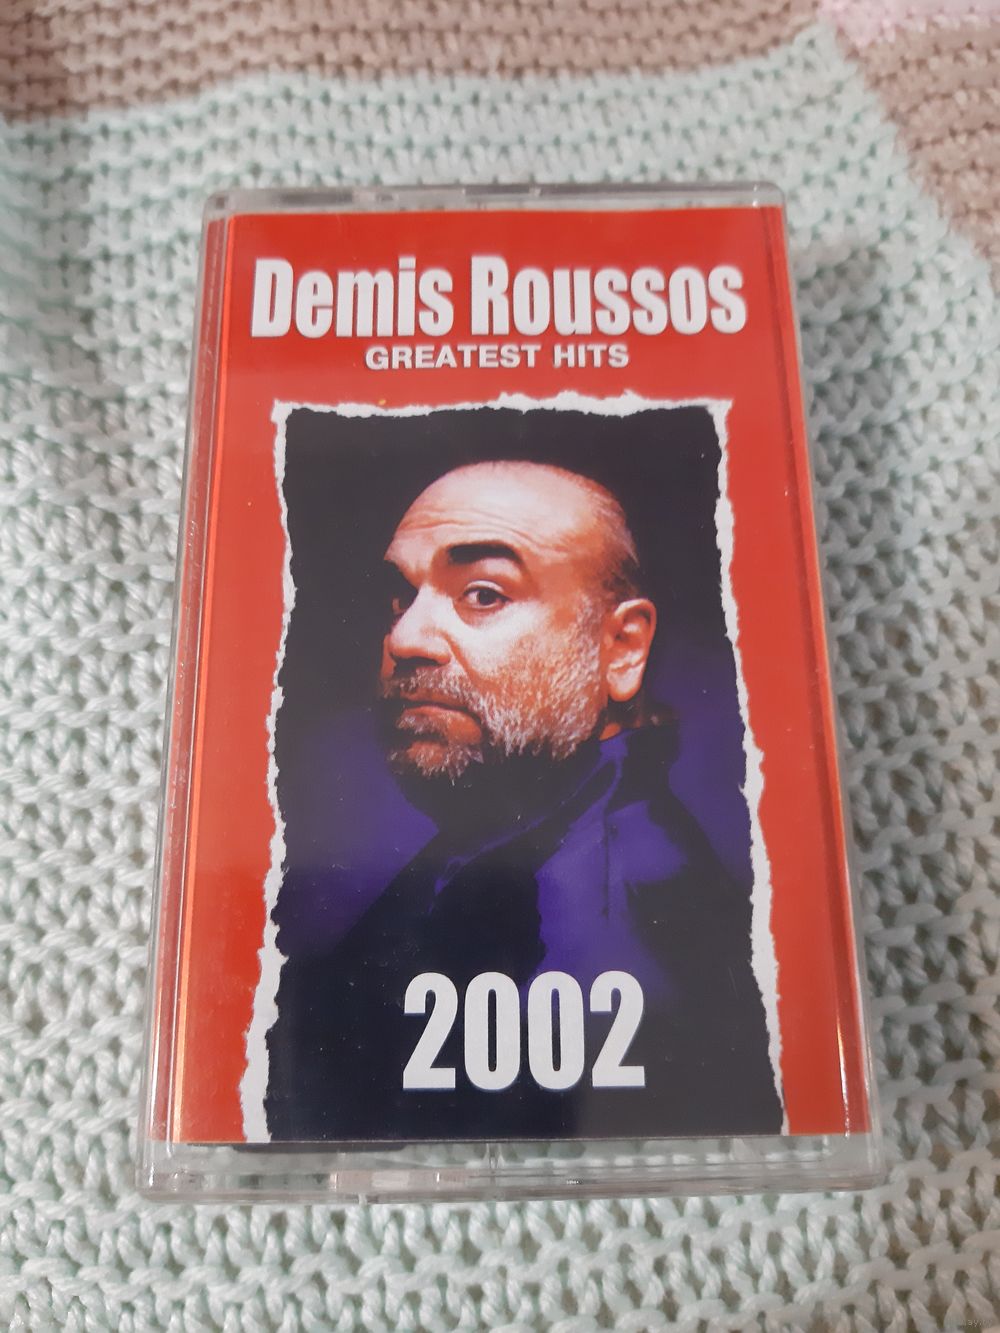 Demis Roussos
GREATEST HITS
2002